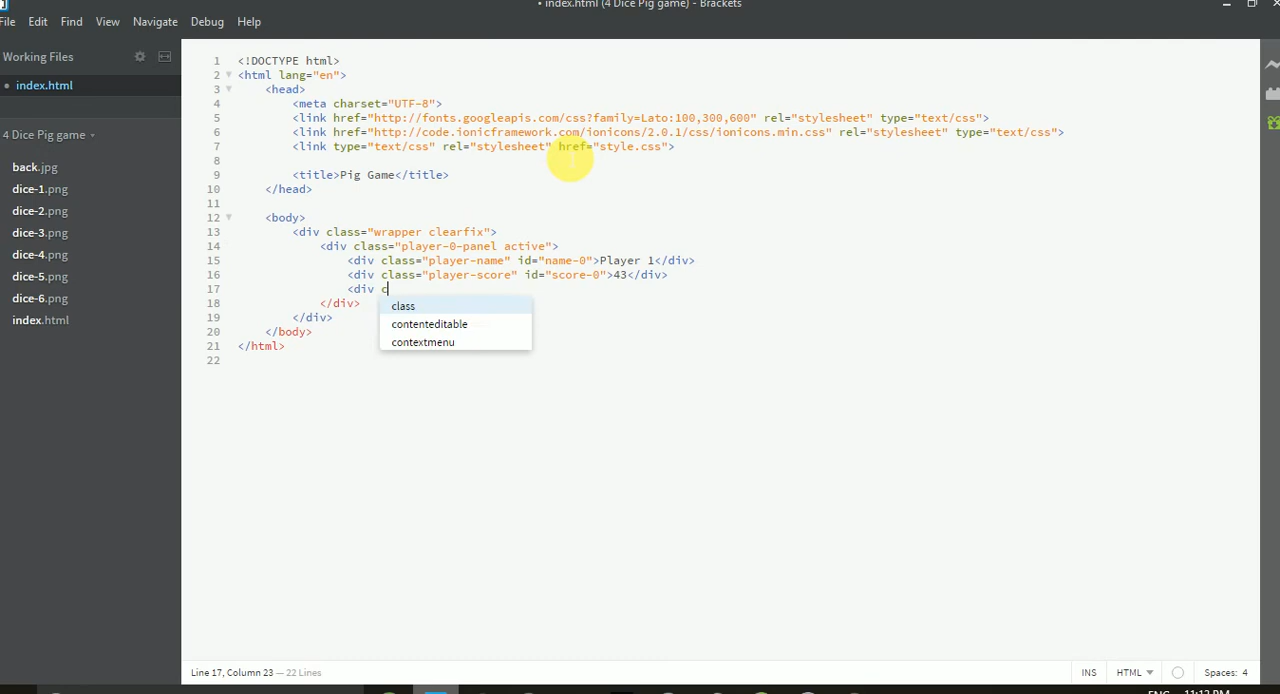 • index.html (4 Dice Pig game) - Brackets
File Edit Find View Navigate Debug Help
Working Files
• index.html
4 Dice Pig game
back.jpg
dice-1.png
dice-2.png
dice-3.png
dice-4.png
dice-5.png
dice-6.png
index.html
1 <!DOCTYPE html>
2 <html lang="en">
3 <head>
4 <meta charset="UTF-8">
5 <link href="http://fonts.googleapis.com/css?family=Lato:100,300,600" rel="stylesheet" type="text/css">
6 <link href="http://code.ionicframework.com/ionicons/2.0.1/css/ionicons.min.css" rel="stylesheet" type="text/css">
7 <link type="text/css" rel="stylesheet" href="style.css">
8
9 <title>Pig Game</title>
10 </head>
11
12 <body>
13 <div class="wrapper clearfix">
14 <div class="player-0-panel active">
15 <div class="player-name" id="name-0">Player 1</div>
16 <div class="player-score" id="score-0">43</div>
17 <div c
18 </div>
19 </div>
20 </body>
21 </html>
22
class
contenteditable
contextmenu
Line 17, Column 23 — 22 Lines
INS HTML Spaces: 4
ENG 11:12 PM